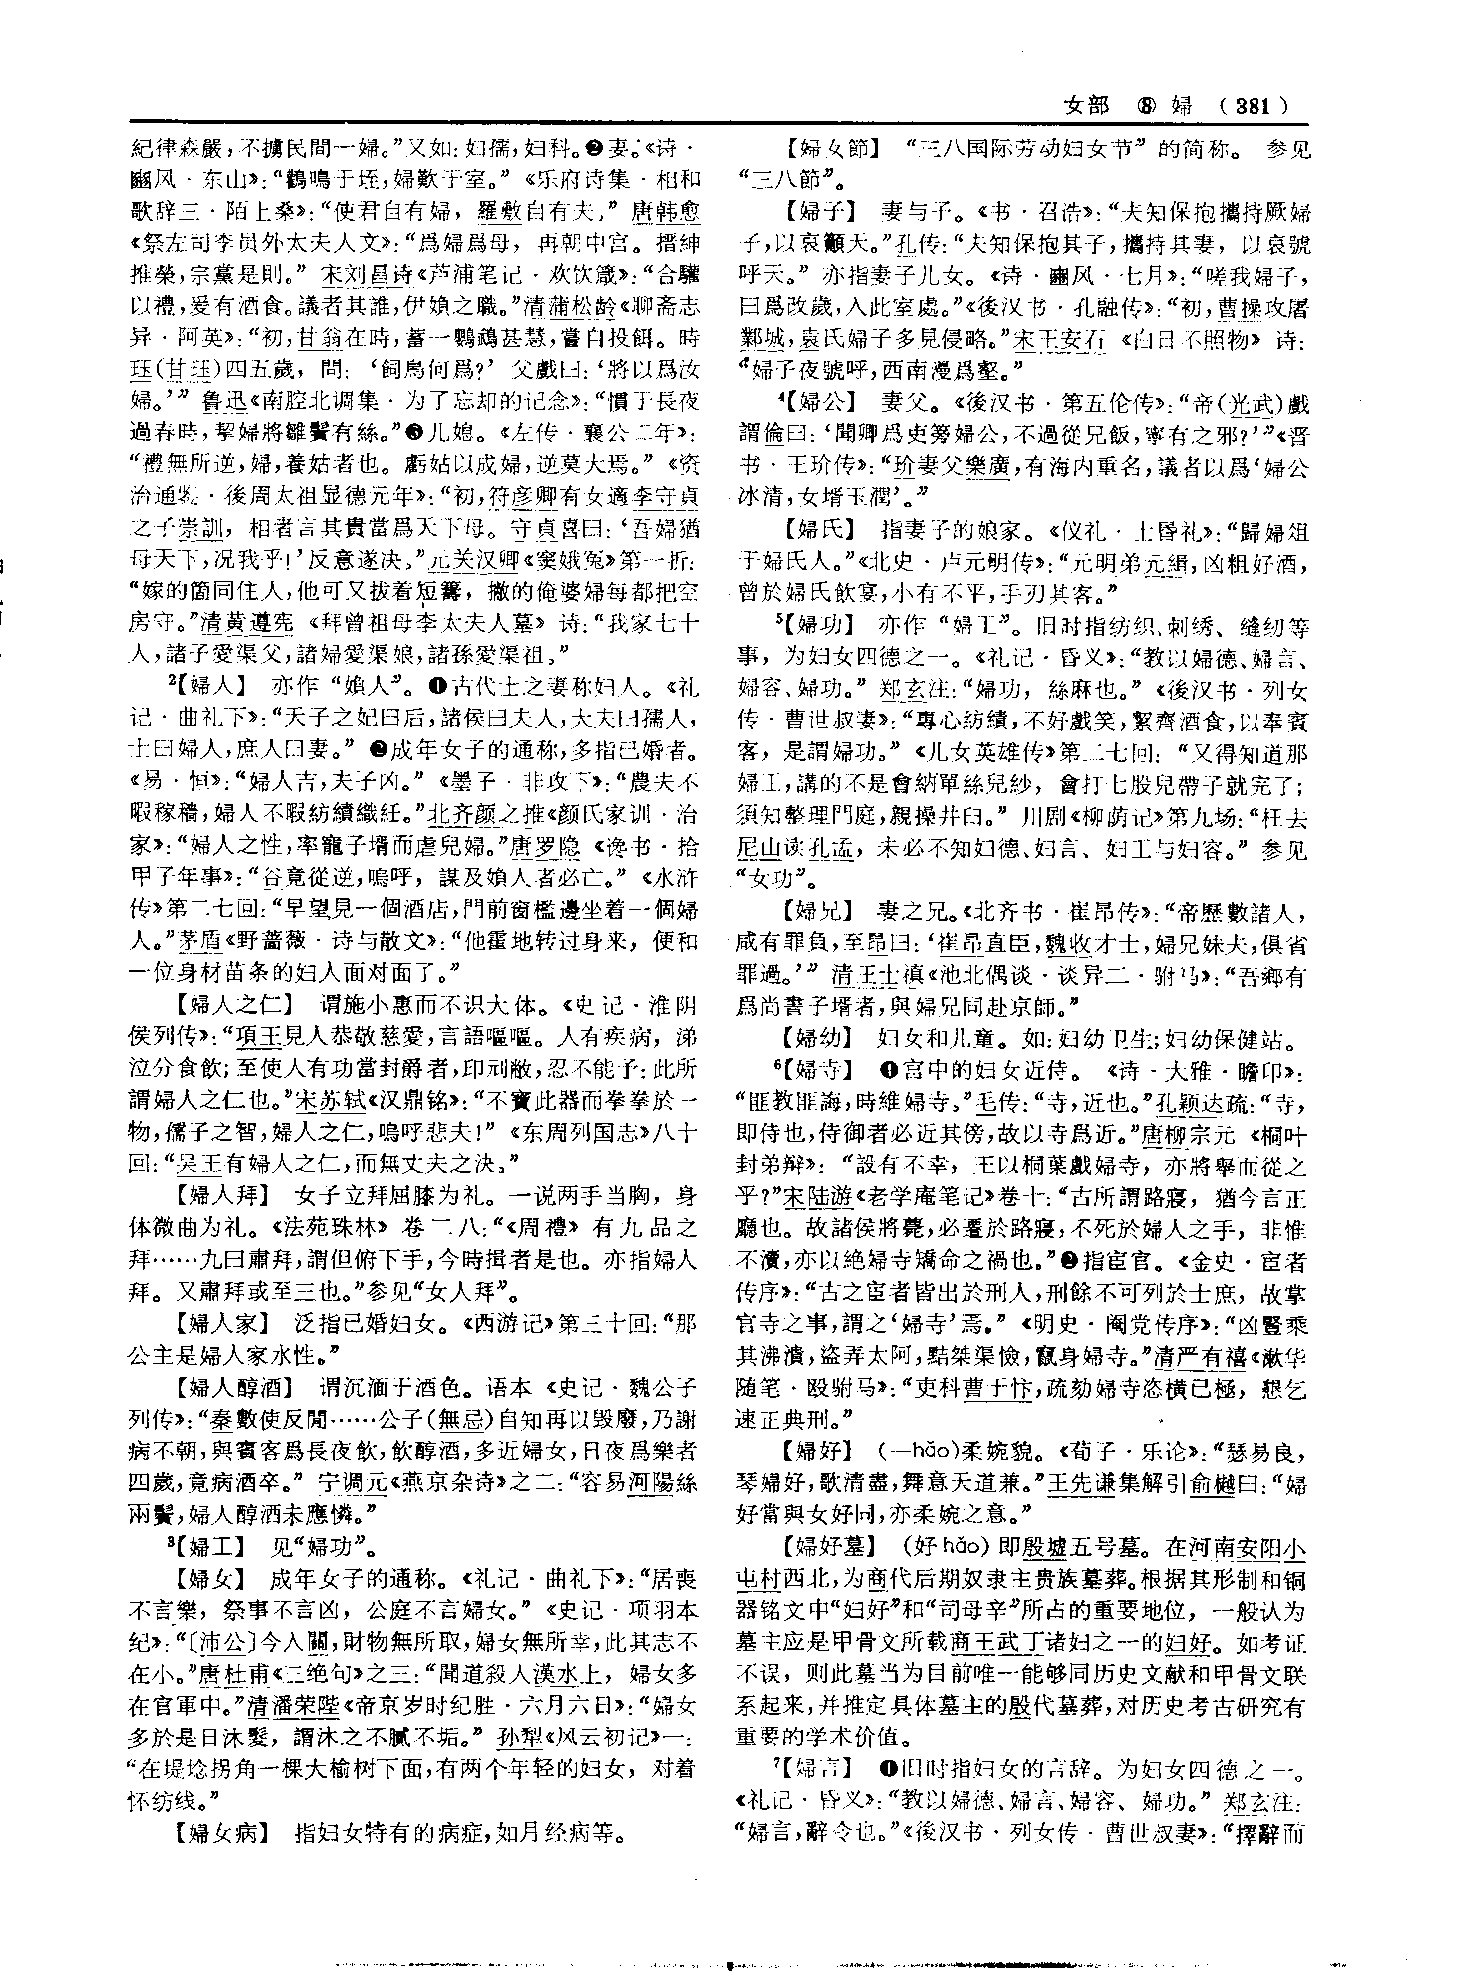 女部 ⑧ 婦 (381)
紀律森嚴，不擄民間一婦。”又如：妇孺，妇科。❷妻。《诗·
豳风·东山》：“鸛鳴于垤，婦歎于室。”《乐府诗集·相和
歌辞三·陌上桑》：“使君自有婦，羅敷自有夫。”唐韩愈
《祭左司李员外太夫人文》：“爲婦爲母，再朝中宫。搢紳
推榮，宗黨是則。”宋刘昌诗《芦浦笔记·欢饮箴》：“合驩
以禮，爰有酒食。議者其誰，伊媍之職。”清蒲松龄《聊斋志
异·阿英》：“初，甘翁在時，蓄一鸚鵡甚慧，嘗自投餌。時
珏(甘珏)四五歲，問：‘飼鳥何爲？’父戲曰：‘將以爲汝
婦。’”鲁迅《南腔北调集·为了忘却的记念》：“慣于長夜
過春時，挈婦將雛鬢有絲。”❸儿媳。《左传·襄公二年》：
“禮無所逆，婦，養姑者也。虧姑以成婦，逆莫大焉。”《资
治通鉴·後周太祖显德元年》：“初，符彦卿有女適李守貞
之子崇訓，相者言其貴當爲天下母。守貞喜曰：‘吾婦猶
母天下，况我乎！’反意遂决。”元关汉卿《窦娥冤》第一折：
“嫁的箇同住人，他可又拔着短籌，撇的俺婆婦每都把空
房守。”清黄遵宪《拜曾祖母李太夫人墓》诗：“我家七十
人，諸子愛渠父，諸婦愛渠娘，諸孫愛渠祖。”
²【婦人】 亦作“媍人”。❶古代士之妻称妇人。《礼
记·曲礼下》：“天子之妃曰后，諸侯曰夫人，大夫曰孺人，
士曰婦人，庶人曰妻。”❷成年女子的通称，多指已婚者。
《易·恒》：“婦人吉，夫子凶。”《墨子·非攻下》：“農夫不
暇稼穡，婦人不暇紡績織紝。”北齐颜之推《颜氏家训·治
家》：“婦人之性，率寵子壻而虐兒婦。”唐罗隐《谗书·拾
甲子年事》：“谷竟從逆，嗚呼，謀及媍人者必亡。”《水浒
传》第二七回：“早望見一個酒店，門前窗檻邊坐着一個婦
人。”茅盾《野蔷薇·诗与散文》：“他霍地转过身来，便和
一位身材苗条的妇人面对面了。”
【婦人之仁】 谓施小惠而不识大体。《史记·淮阴
侯列传》：“項王見人恭敬慈愛，言語嘔嘔。人有疾病，涕
泣分食飲；至使人有功當封爵者，印刓敝，忍不能予：此所
謂婦人之仁也。”宋苏轼《汉鼎铭》：“不寳此器而拳拳於一
物，孺子之智，婦人之仁，嗚呼悲夫！”《东周列国志》八十
回：“吴王有婦人之仁，而無丈夫之决。”
【婦人拜】 女子立拜屈膝为礼。一说两手当胸，身
体微曲为礼。《法苑珠林》卷二八：“《周禮》有九品之
拜……九曰肅拜，謂但俯下手，今時揖者是也。亦指婦人
拜。又肅拜或至三也。”参见“女人拜”。
【婦人家】 泛指已婚妇女。《西游记》第三十回：“那
公主是婦人家水性。”
【婦人醇酒】 谓沉湎于酒色。语本《史记·魏公子
列传》：“秦數使反閒……公子(無忌)自知再以毁廢，乃謝
病不朝，與賓客爲長夜飲，飲醇酒，多近婦女，日夜爲樂者
四歲，竟病酒卒。”宁调元《燕京杂诗》之二：“容易河陽絲
兩鬢，婦人醇酒未應憐。”
³【婦工】 见“婦功”。
【婦女】 成年女子的通称。《礼记·曲礼下》：“居喪
不言樂，祭事不言凶，公庭不言婦女。”《史记·项羽本
纪》：“〔沛公〕今入關，財物無所取，婦女無所幸，此其志不
在小。”唐杜甫《三绝句》之三：“聞道殺人漢水上，婦女多
在官軍中。”清潘荣陛《帝京岁时纪胜·六月六日》：“婦女
多於是日沐髮，謂沐之不膩不垢。”孙犁《风云初记》一：
“在堤埝拐角一棵大榆树下面，有两个年轻的妇女，对着
怀纺线。”
【婦女病】 指妇女特有的病症，如月经病等。
【婦女節】 “三八国际劳动妇女节”的简称。 参见
“三八節”。
【婦子】 妻与子。《书·召诰》：“夫知保抱攜持厥婦
子，以哀籲天。”孔传：“夫知保抱其子，攜持其妻，以哀號
呼天。”亦指妻子儿女。《诗·豳风·七月》：“嗟我婦子，
曰爲改歲，入此室處。”《後汉书·孔融传》：“初，曹操攻屠
鄴城，袁氏婦子多見侵略。”宋王安石《白日不照物》诗：
“婦子夜號呼，西南漫爲壑。”
⁴【婦公】 妻父。《後汉书·第五伦传》：“帝(光武)戲
謂倫曰：‘聞卿爲吏篣婦公，不過從兄飯，寧有之邪？’”《晋
书·王玠传》：“玠妻父樂廣，有海内重名，議者以爲‘婦公
冰清，女壻玉潤’。”
【婦氏】 指妻子的娘家。《仪礼·士昏礼》：“歸婦俎
于婦氏人。”《北史·卢元明传》：“元明弟元緝，凶粗好酒，
曾於婦氏飲宴，小有不平，手刃其客。”
⁵【婦功】 亦作“婦工”。旧时指纺织、刺绣、缝纫等
事，为妇女四德之一。《礼记·昏义》：“教以婦德、婦言、
婦容、婦功。”郑玄注：“婦功，絲麻也。”《後汉书·列女
传·曹世叔妻》：“專心紡績，不好戲笑，絜齊酒食，以奉賓
客，是謂婦功。”《儿女英雄传》第二七回：“又得知道那
婦工，講的不是會納單絲兒紗，會打七股兒帶子就完了；
須知整理門庭，親操井臼。”川剧《柳荫记》第九场：“枉去
尼山读孔孟，未必不知妇德、妇言、妇工与妇容。”参见
“女功”。
【婦兄】 妻之兄。《北齐书·崔昂传》：“帝歷數諸人，
咸有罪負，至昂曰：‘崔昂直臣，魏收才士，婦兄妹夫，俱省
罪過。’”清王士禛《池北偶谈·谈异二·驸马》：“吾鄉有
爲尚書子壻者，與婦兄同赴京師。”
【婦幼】 妇女和儿童。如：妇幼卫生；妇幼保健站。
⁶【婦寺】 ❶宫中的妇女近侍。《诗·大雅·瞻卬》：
“匪教匪誨，時維婦寺。”毛传：“寺，近也。”孔颖达疏：“寺，
即侍也，侍御者必近其傍，故以寺爲近。”唐柳宗元《桐叶
封弟辩》：“設有不幸，王以桐葉戲婦寺，亦將舉而從之
乎？”宋陆游《老学庵笔记》卷十：“古所謂路寢，猶今言正
廳也。故諸侯將薨，必遷於路寢，不死於婦人之手，非惟
不瀆，亦以絶婦寺矯命之禍也。”❷指宦官。《金史·宦者
传序》：“古之宦者皆出於刑人，刑餘不可列於士庶，故掌
官寺之事，謂之‘婦寺’焉。”《明史·阉党传序》：“凶豎乘
其沸潰，盜弄太阿，黠桀渠憸，竄身婦寺。”清严有禧《漱华
随笔·殴驸马》：“吏科曹于忭，疏劾婦寺恣横已極，懇乞
速正典刑。”
【婦好】 (—hǎo)柔婉貌。《荀子·乐论》：“瑟易良，
琴婦好，歌清盡，舞意天道兼。”王先谦集解引俞樾曰：“婦
好當與女好同，亦柔婉之意。”
【婦好墓】 (好hǎo) 即殷墟五号墓。在河南安阳小
屯村西北，为商代后期奴隶主贵族墓葬。根据其形制和铜
器铭文中“妇好”和“司母辛”所占的重要地位，一般认为
墓主应是甲骨文所载商王武丁诸妇之一的妇好。如考证
不误，则此墓当为目前唯一能够同历史文献和甲骨文联
系起来，并推定具体墓主的殷代墓葬，对历史考古研究有
重要的学术价值。
⁷【婦言】 ❶旧时指妇女的言辞。为妇女四德之一。
《礼记·昏义》：“教以婦德、婦言、婦容、婦功。”郑玄注：
“婦言，辭令也。”《後汉书·列女传·曹世叔妻》：“擇辭而